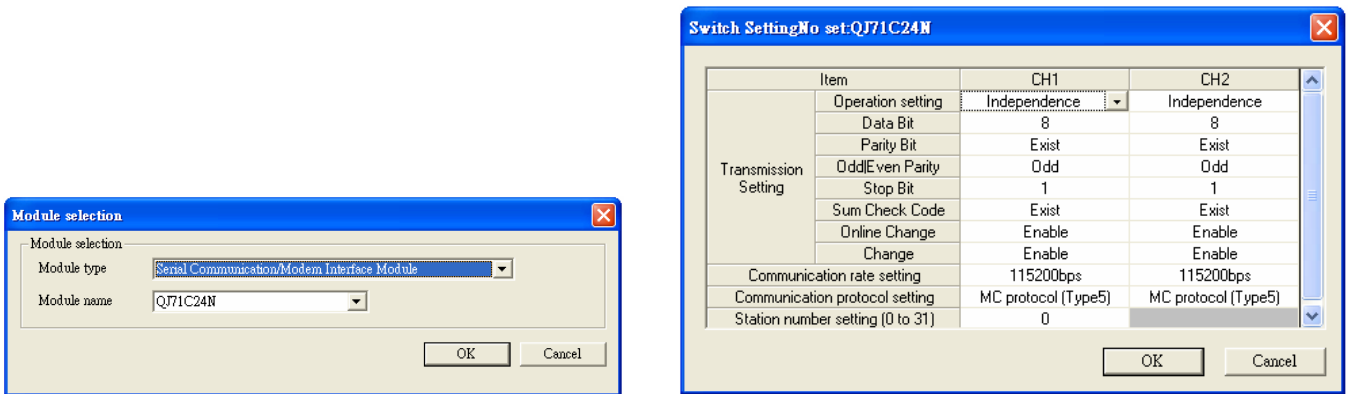 Module selection
Module selection
Module type Serial Communication/Modem Interface Module
Module name QJ71C24N
OK Cancel
Switch SettingNo set:QJ71C24N
Item CH1 CH2
Transmission Setting
Operation setting Independence Independence
Data Bit 8 8
Parity Bit Exist Exist
Odd|Even Parity Odd Odd
Stop Bit 1 1
Sum Check Code Exist Exist
Online Change Enable Enable
Change Enable Enable
Communication rate setting 115200bps 115200bps
Communication protocol setting MC protocol (Type5) MC protocol (Type5)
Station number setting (0 to 31) 0
OK Cancel